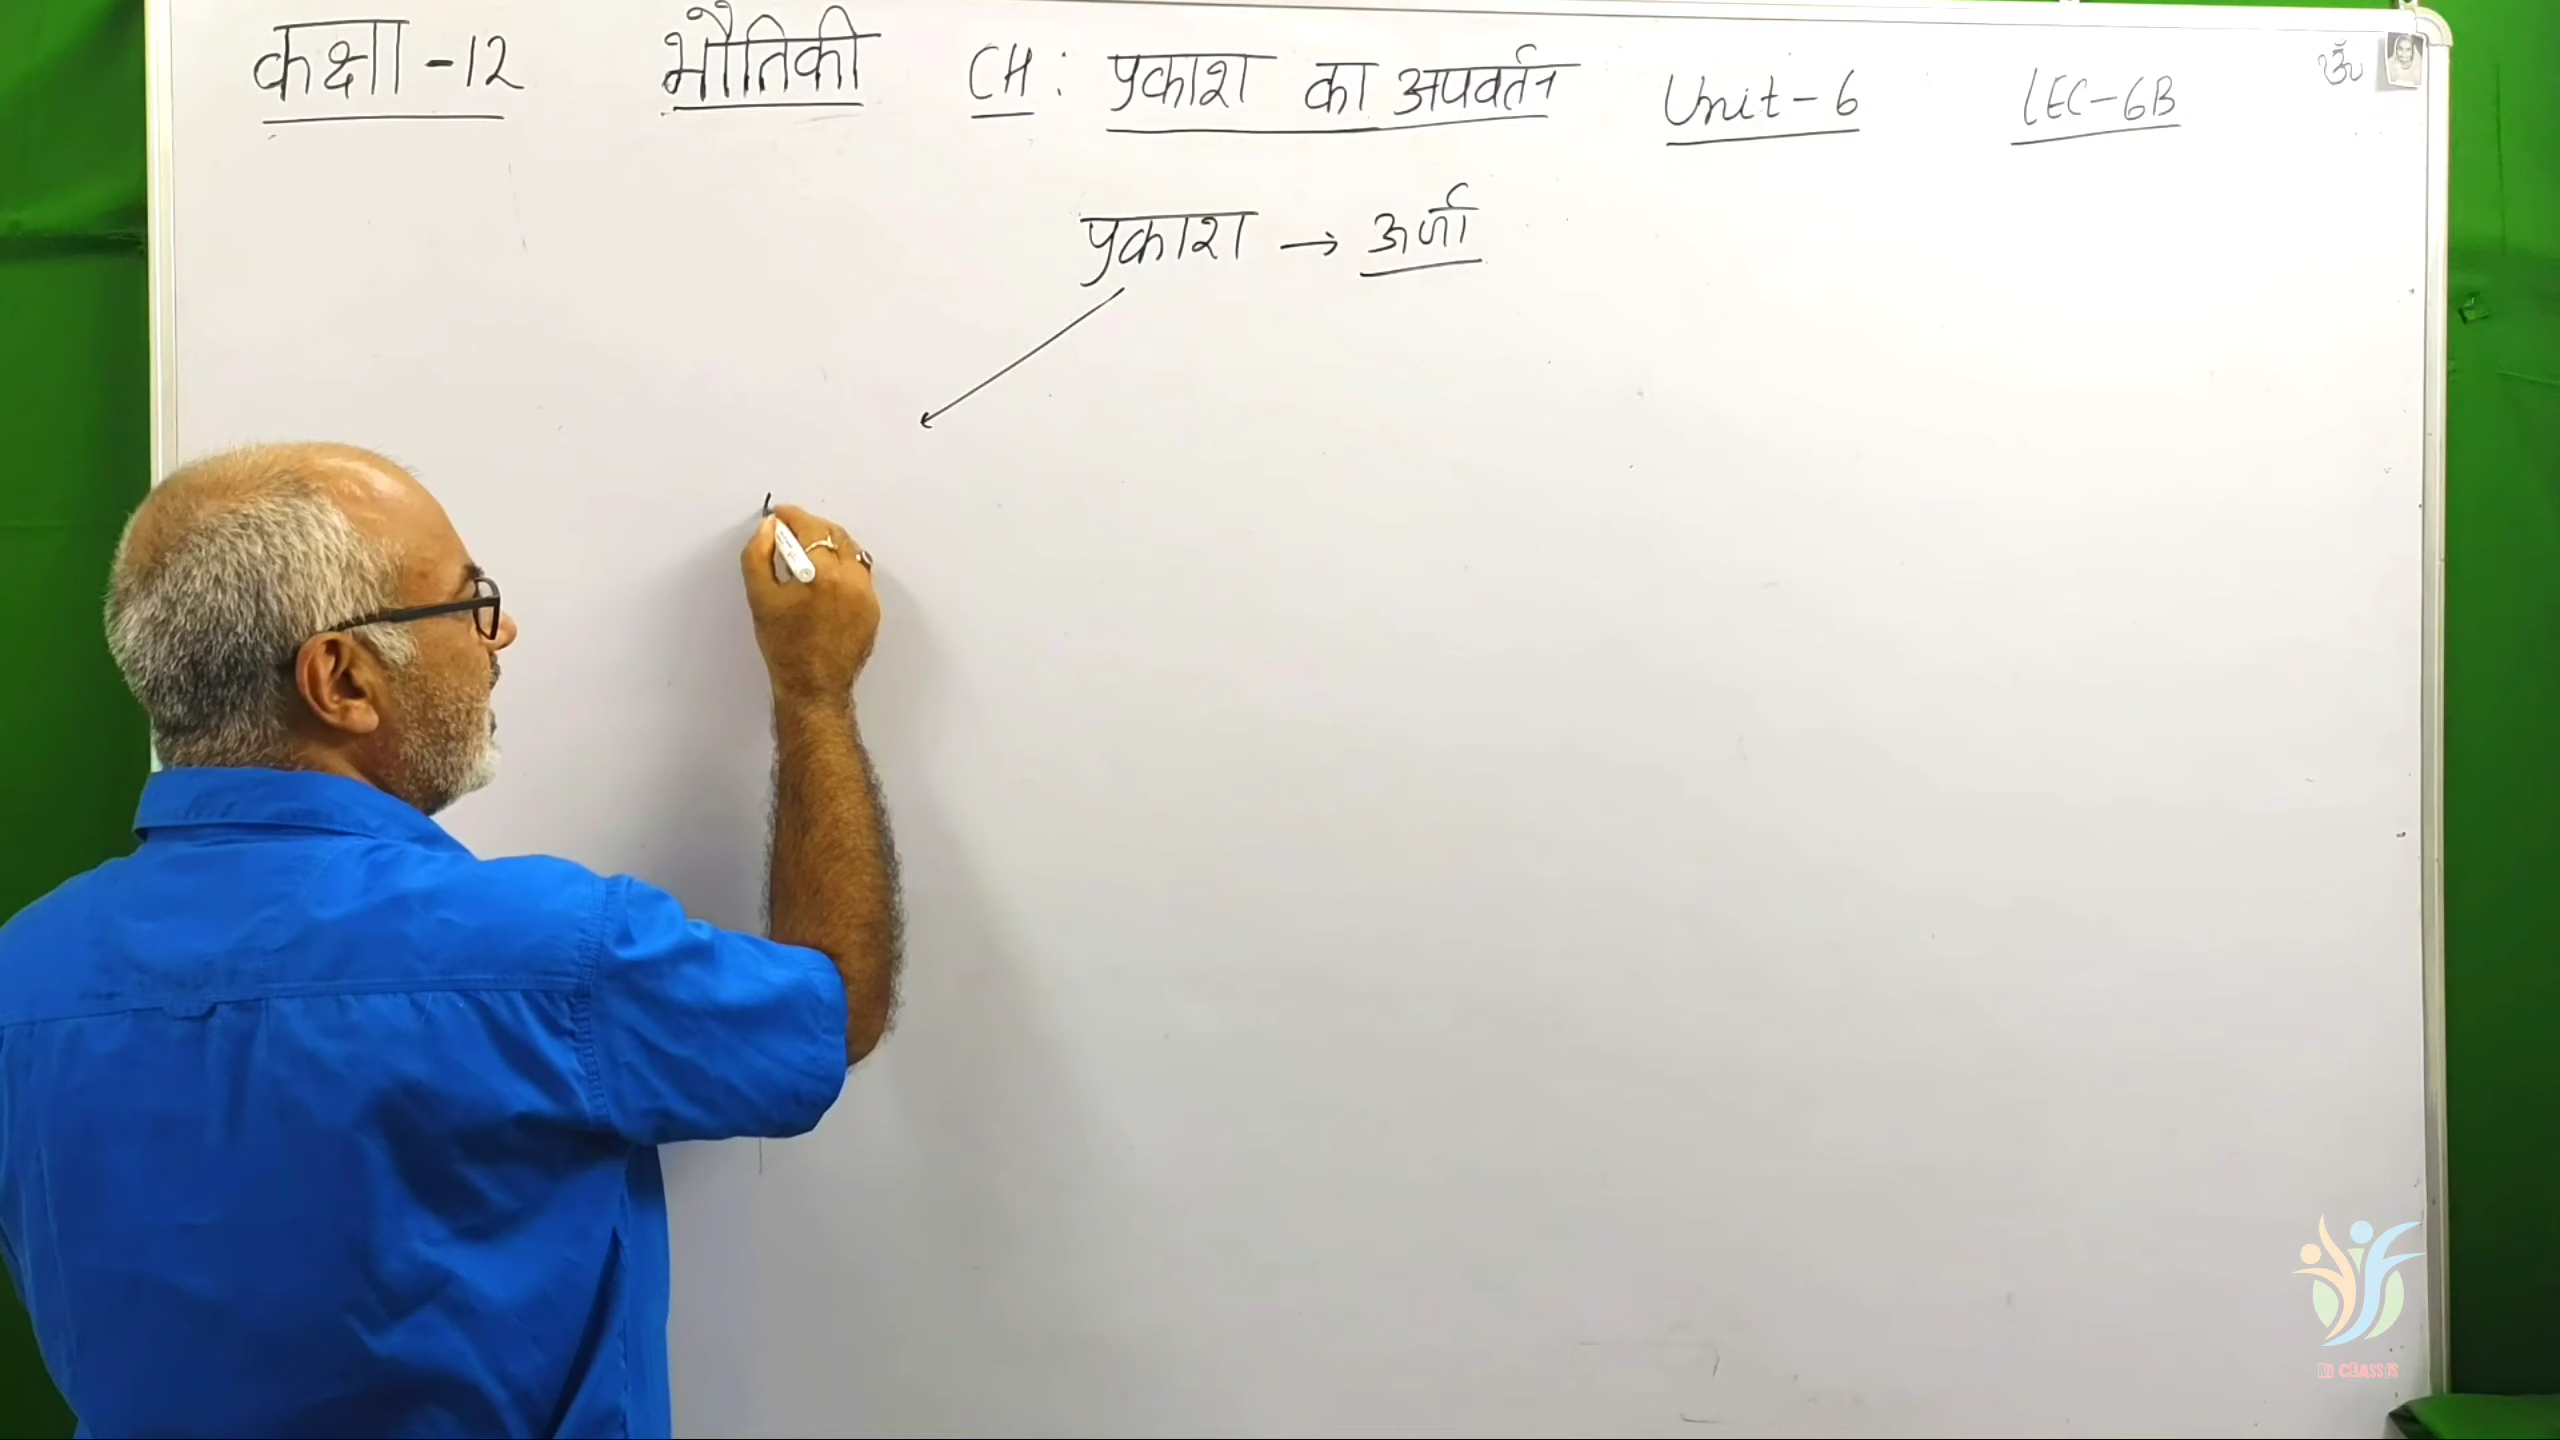 कक्षा -12 भौतिकी CH : प्रकाश का अपवर्तन Unit-6 LEC-6B ॐ
प्रकाश → ऊर्जा